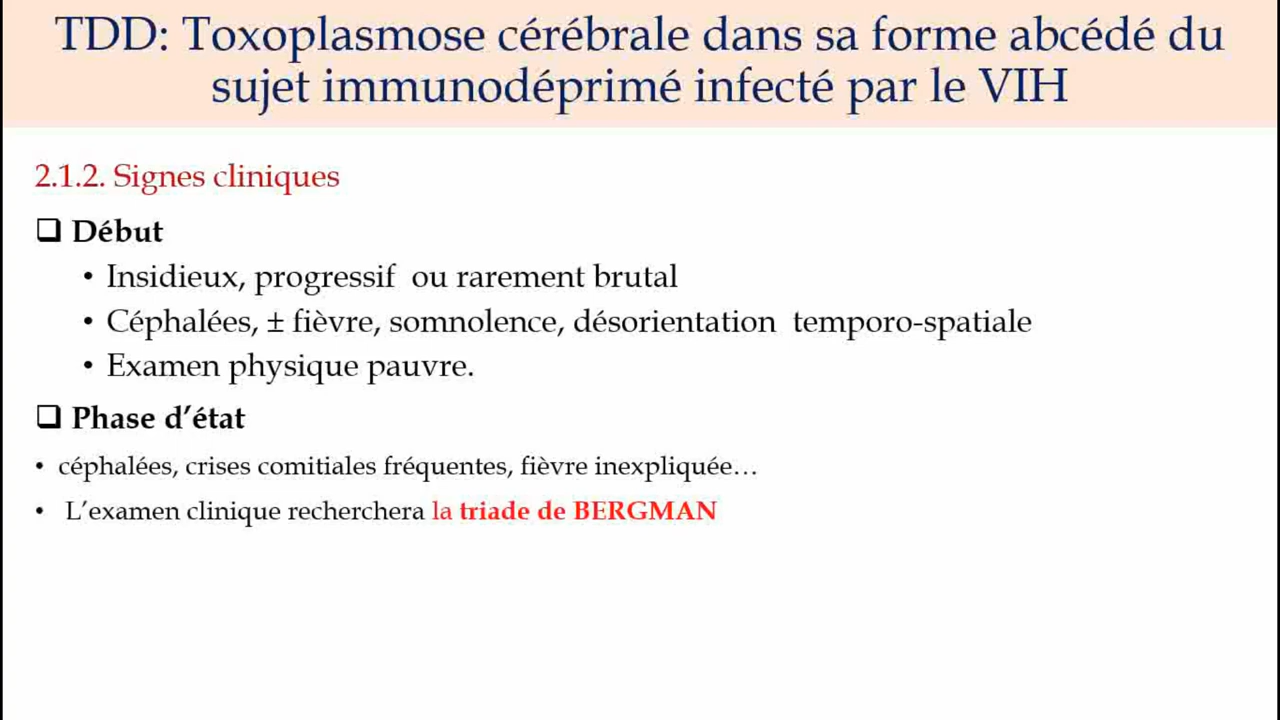 TDD: Toxoplasmose cérébrale dans sa forme abcédé du
sujet immunodéprimé infecté par le VIH
2.1.2. Signes cliniques
❑ Début
• Insidieux, progressif ou rarement brutal
• Céphalées, ± fièvre, somnolence, désorientation temporo-spatiale
• Examen physique pauvre.
❑ Phase d’état
• céphalées, crises comitiales fréquentes, fièvre inexpliquée…
• L’examen clinique recherchera la triade de BERGMAN